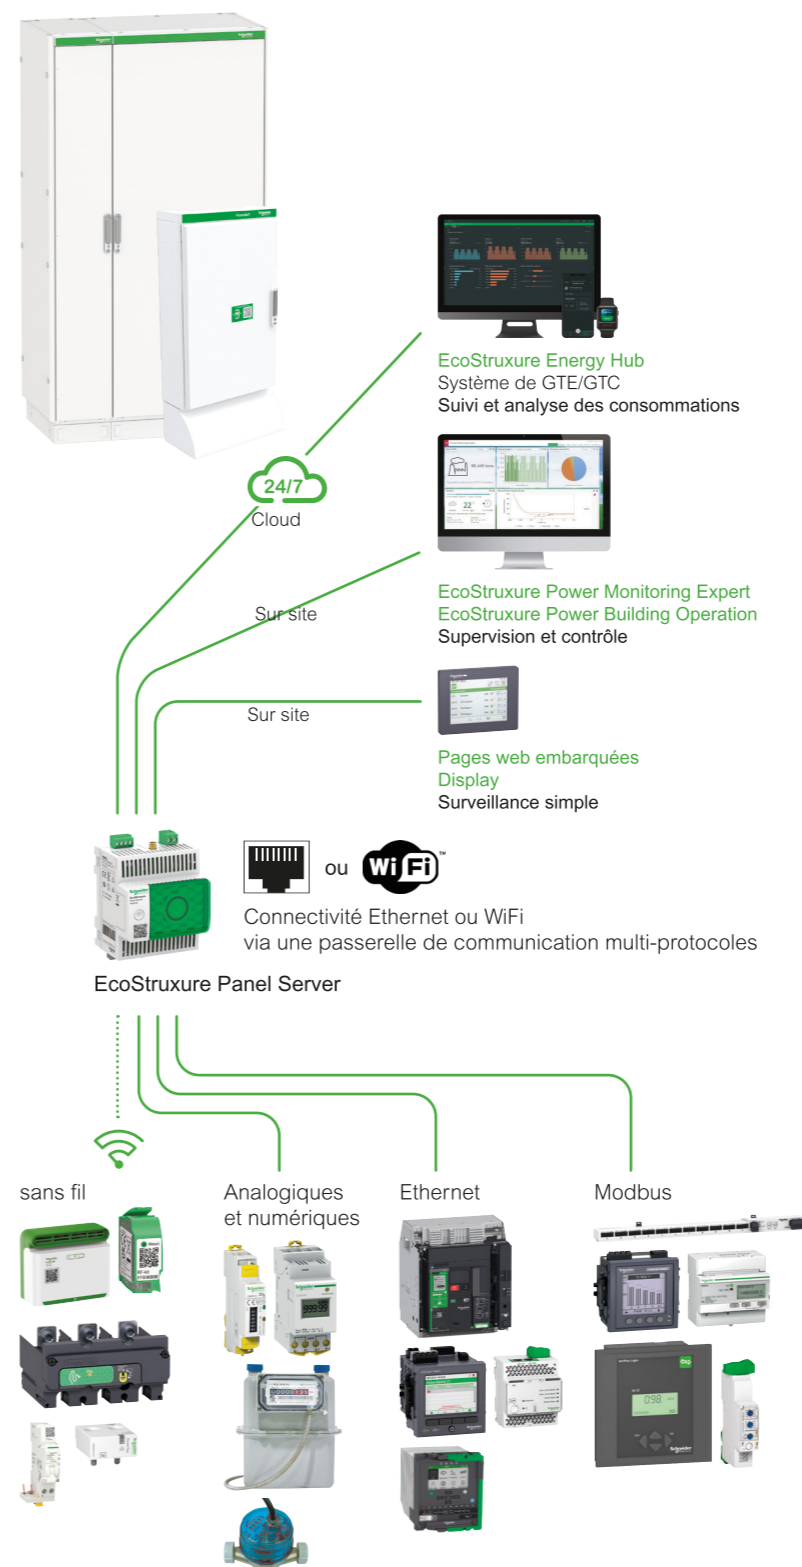 24/7
Cloud
EcoStruxure Energy Hub
Système de GTE/GTC
Suivi et analyse des consommations
Sur site
EcoStruxure Power Monitoring Expert
EcoStruxure Power Building Operation
Supervision et contrôle
Sur site
Pages web embarquées
Display
Surveillance simple
ou
Wi Fi™
Connectivité Ethernet ou WiFi
via une passerelle de communication multi-protocoles
EcoStruxure Panel Server
sans fil
Analogiques
et numériques
Ethernet
Modbus